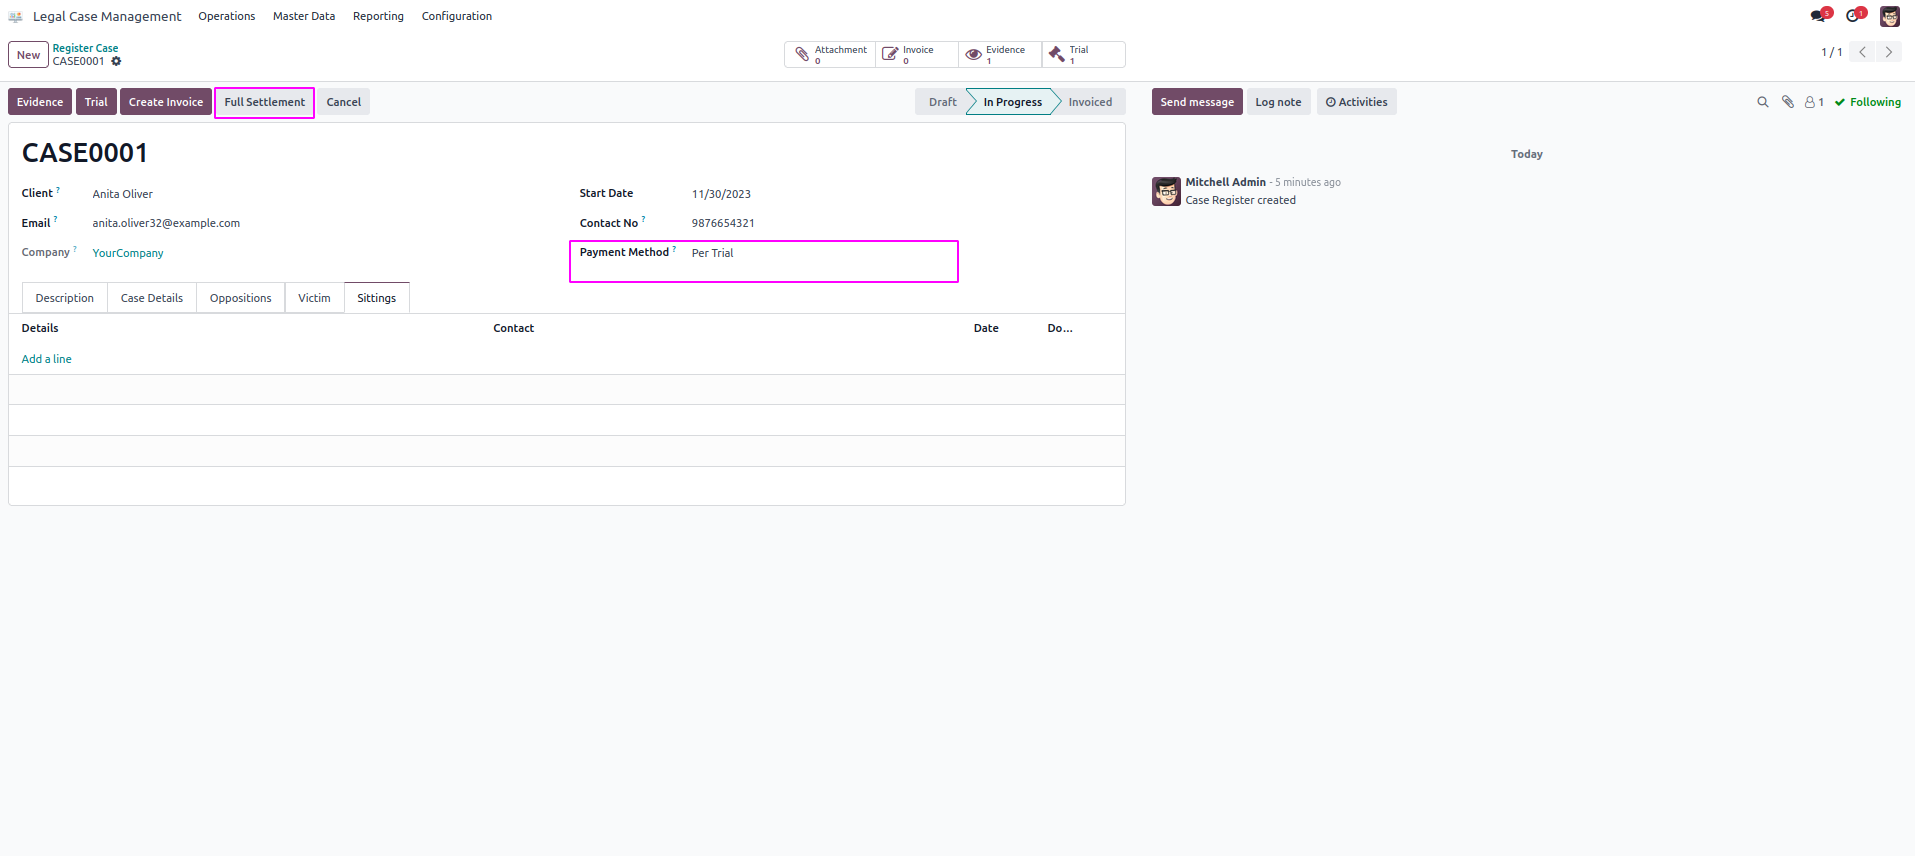 Legal Case Management Operations Master Data Reporting Configuration 5 1
New Register Case
CASE0001
Attachment 0 Invoice 0 Evidence 1 Trial 1
1 / 1
Evidence Trial Create Invoice Full Settlement Cancel Draft In Progress Invoiced
Send message Log note Activities 1 Following
CASE0001
Client ? Anita Oliver Start Date 11/30/2023
Email ? anita.oliver32@example.com Contact No ? 9876654321
Company ? YourCompany Payment Method ? Per Trial
Description Case Details Oppositions Victim Sittings
Details Contact Date Do...
Add a line
Today
Mitchell Admin - 5 minutes ago
Case Register created